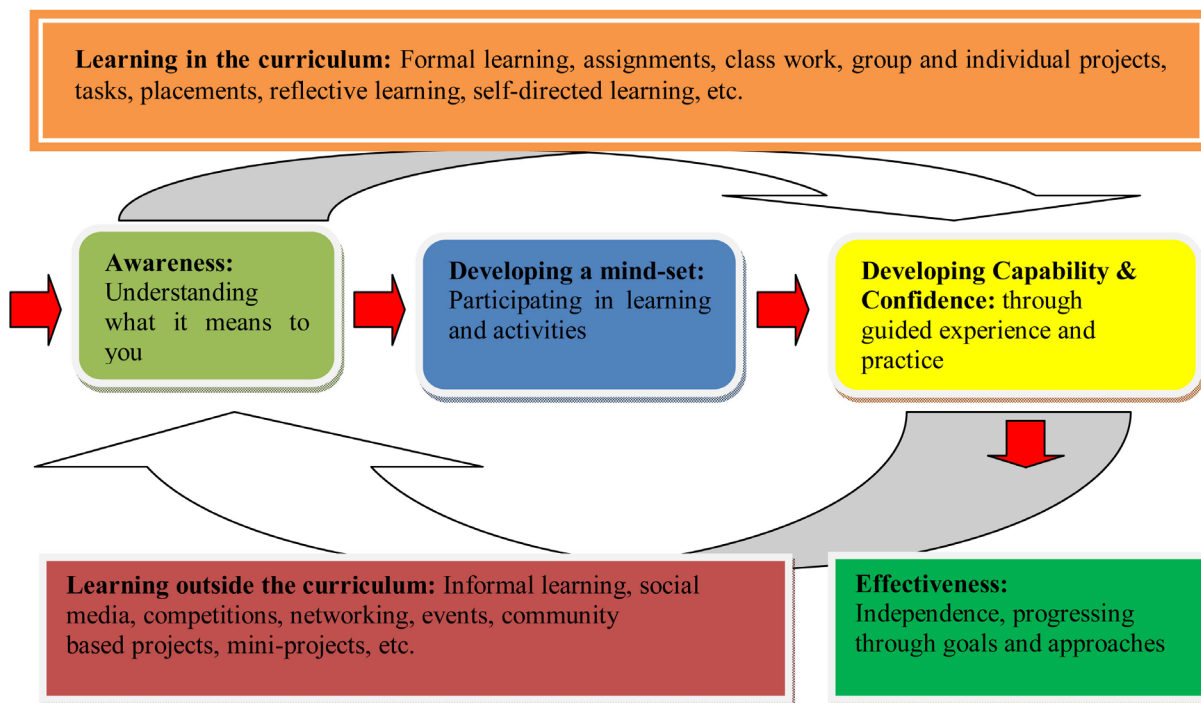 Learning in the curriculum: Formal learning, assignments, class work, group and individual projects,
tasks, placements, reflective learning, self-directed learning, etc.
Awareness:
Understanding
what it means to
you
Developing a mind-set:
Participating in learning
and activities
Developing Capability &
Confidence: through
guided experience and
practice
Learning outside the curriculum: Informal learning, social
media, competitions, networking, events, community
based projects, mini-projects, etc.
Effectiveness:
Independence, progressing
through goals and approaches